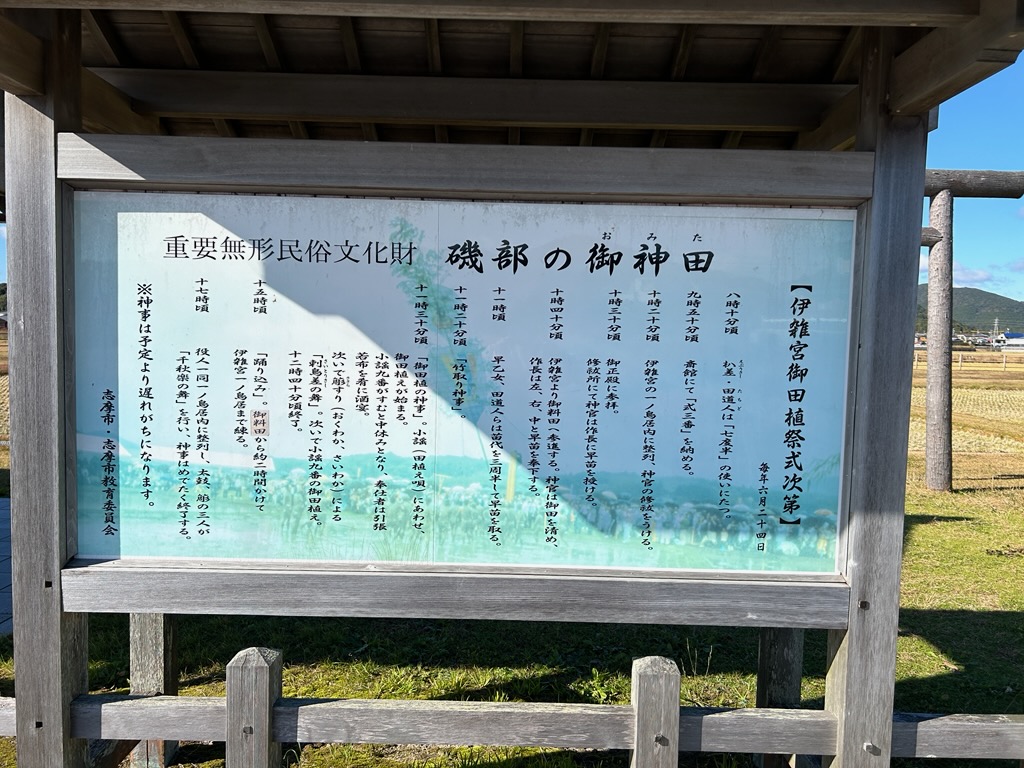 重要無形民俗文化財 磯部の御神田
おみた
【伊雑宮御田植祭式次第】
毎年六月二十四日
八時十分頃
杁差・田道人は「七度半」の使いにたつ。
九時五十分頃 斎館にて「式三番」を納める。
十時二十分頃 伊雑宮の一ノ鳥居内に整列、神官の修祓をうける。
十時三十分頃 御正殿に参拝。
修祓所にて神官は作長に早苗を授ける。
十時四十分頃 伊雑宮より御料田へ参進する。神官は御田を清め、
作長は左、右、中と早苗を奉下する。
十一時頃 早乙女、田道人らは苗代を三周半して早苗を取る。
十一時二十分頃 「竹取り神事」。
十一時三十分頃 「御田植の神事」。小謡(田植え唄)にあわせ、
御田植えが始まる。
小謡九番がすむと中休みとなり、奉仕者は引張
若布を肴に酒宴。
次いで簓すり(おくわか、さいわか)による
「刺鳥差の舞」。次いで小謡九番の御田植え。
十二時四十分頃終了。
十五時頃 「踊り込み」。御料田から約二時間かけて
伊雑宮一ノ鳥居まで練る。
十七時頃 役人一同一ノ鳥居内に整列し、太鼓、簓の三人が
「千秋楽の舞」を行い、神事はめでたく終了する。
※神事は予定より遅れがちになります。
志摩市・志摩市教育委員会